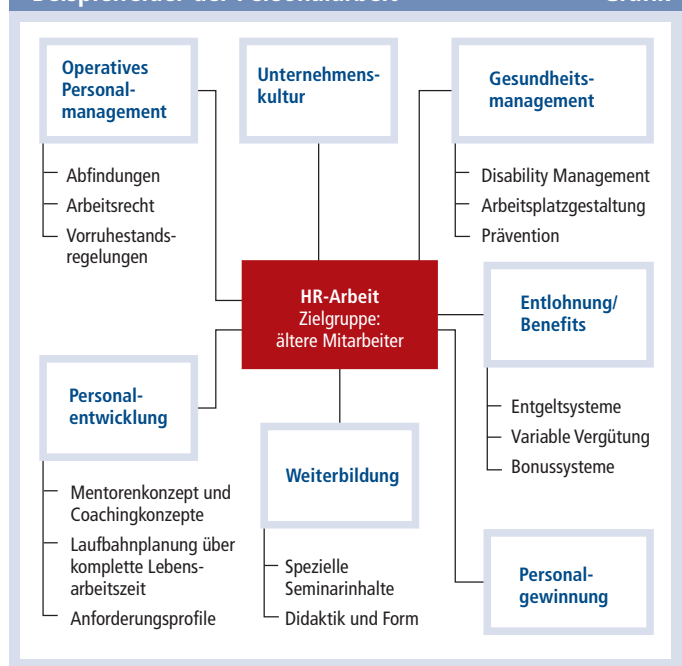 Operatives
Personal-
management
Unternehmens-
kultur
Gesundheits-
management
Abfindungen
Arbeitsrecht
Vorruhestands-
regelungen
Disability Management
Arbeitsplatzgestaltung
Prävention
HR-Arbeit
Zielgruppe:
ältere Mitarbeiter
Entlohnung/
Benefits
Entgeltsysteme
Variable Vergütung
Bonussysteme
Personal-
entwicklung
Mentorenkonzept und
Coachingkonzepte
Laufbahnplanung über
komplette Lebens-
arbeitszeit
Anforderungsprofile
Weiterbildung
Spezielle
Seminarinhalte
Didaktik und Form
Personal-
gewinnung